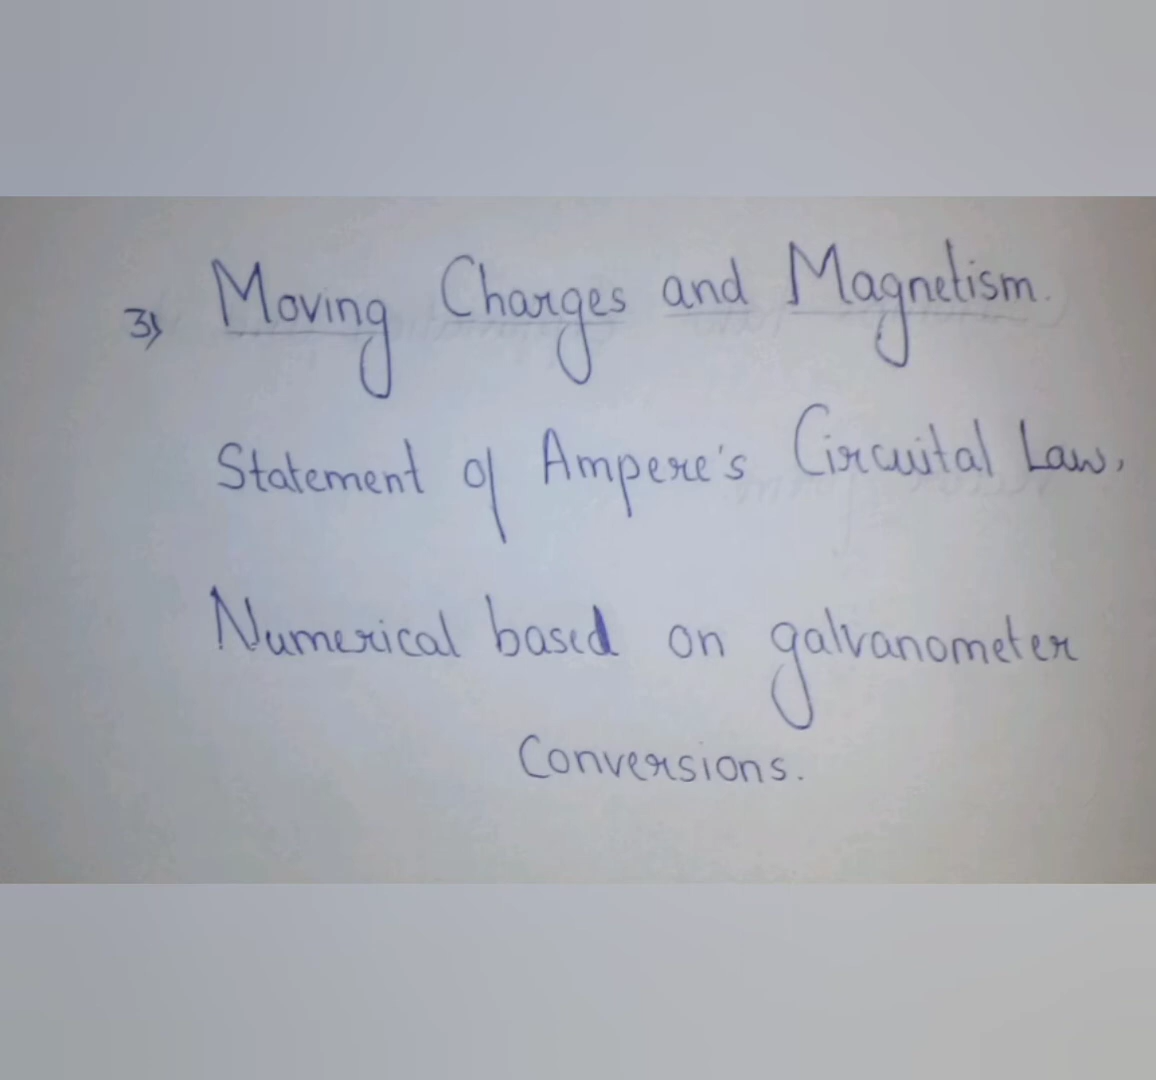 3) Moving Charges and Magnetism.
Statement of Ampere's Circuital Law,
Numerical based on galvanometer
Conversions.